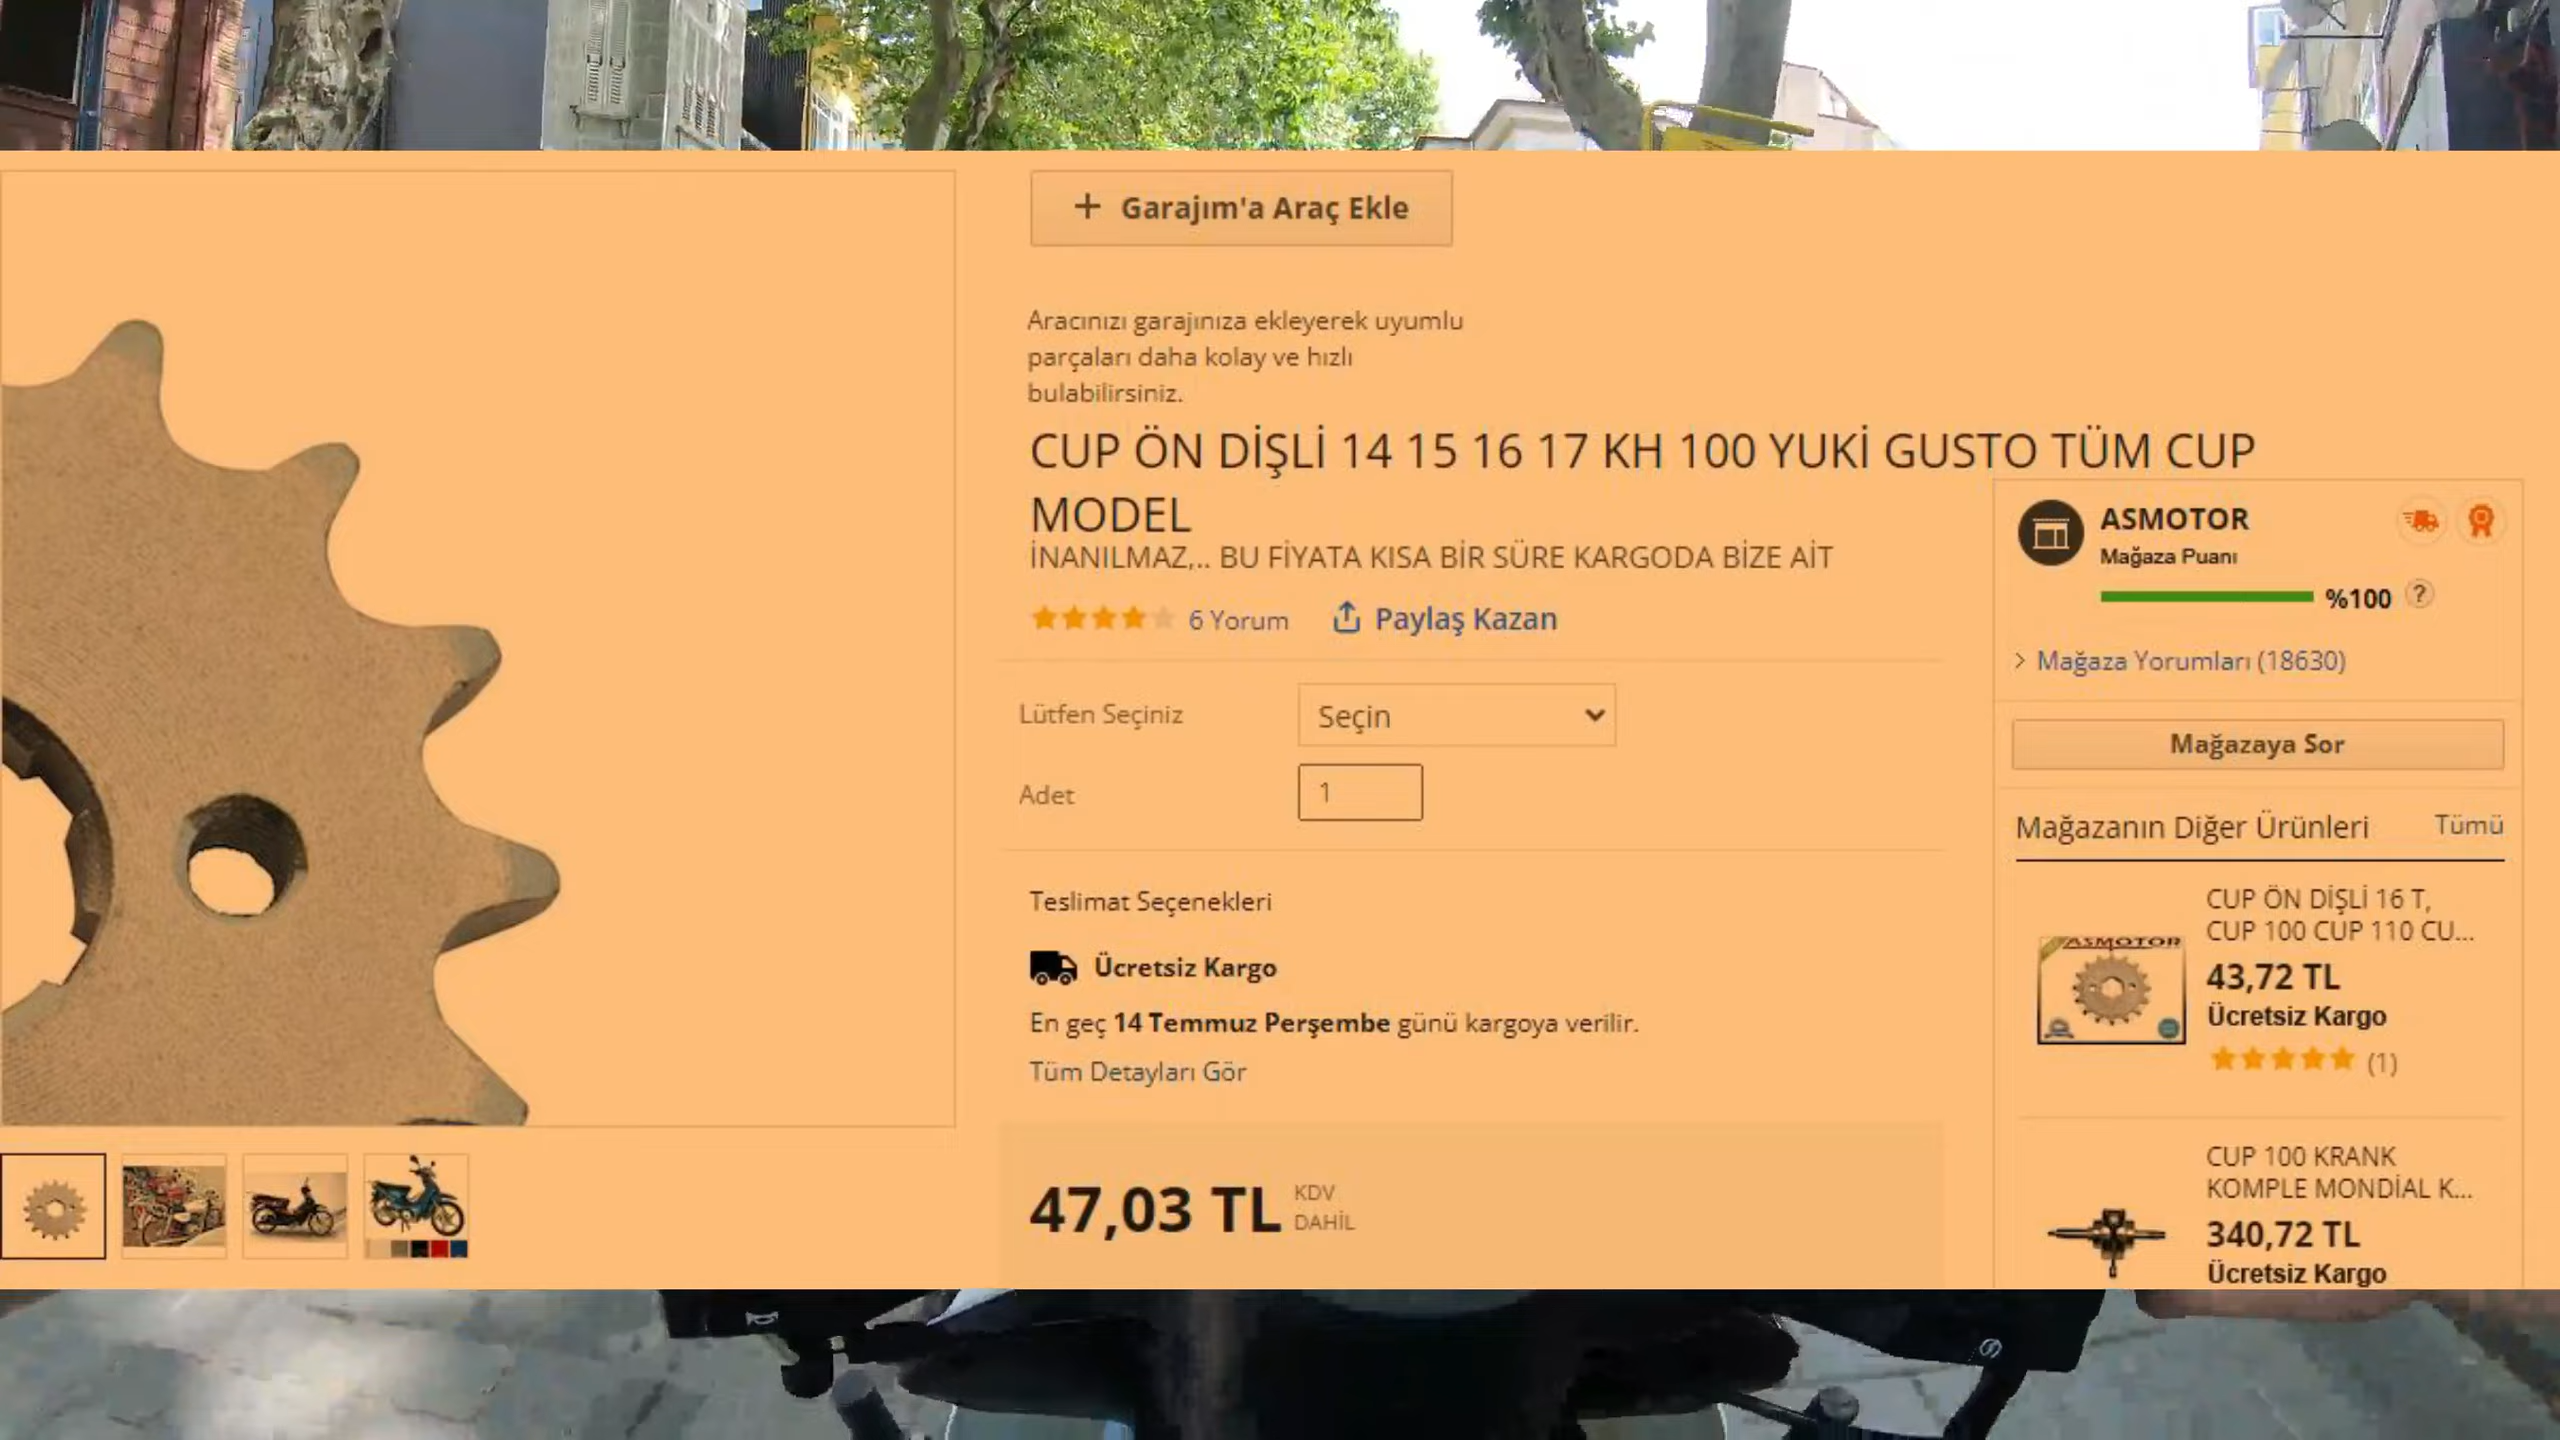 + Garajım'a Araç Ekle
Aracınızı garajınıza ekleyerek uyumlu
parçaları daha kolay ve hızlı
bulabilirsiniz.
CUP ÖN DİŞLİ 14 15 16 17 KH 100 YUKİ GUSTO TÜM CUP
MODEL
İNANILMAZ,.. BU FİYATA KISA BİR SÜRE KARGODA BİZE AİT
6 Yorum
Paylaş Kazan
Lütfen Seçiniz
Seçin
Adet
1
Teslimat Seçenekleri
Ücretsiz Kargo
En geç 14 Temmuz Perşembe günü kargoya verilir.
Tüm Detayları Gör
47,03 TL
KDV
DAHİL
ASMOTOR
Mağaza Puanı
%100
?
> Mağaza Yorumları (18630)
Mağazaya Sor
Mağazanın Diğer Ürünleri
Tümü
ASMOTOR
CUP ÖN DİŞLİ 16 T,
CUP 100 CUP 110 CU...
43,72 TL
Ücretsiz Kargo
(1)
CUP 100 KRANK
KOMPLE MONDİAL K...
340,72 TL
Ücretsiz Kargo